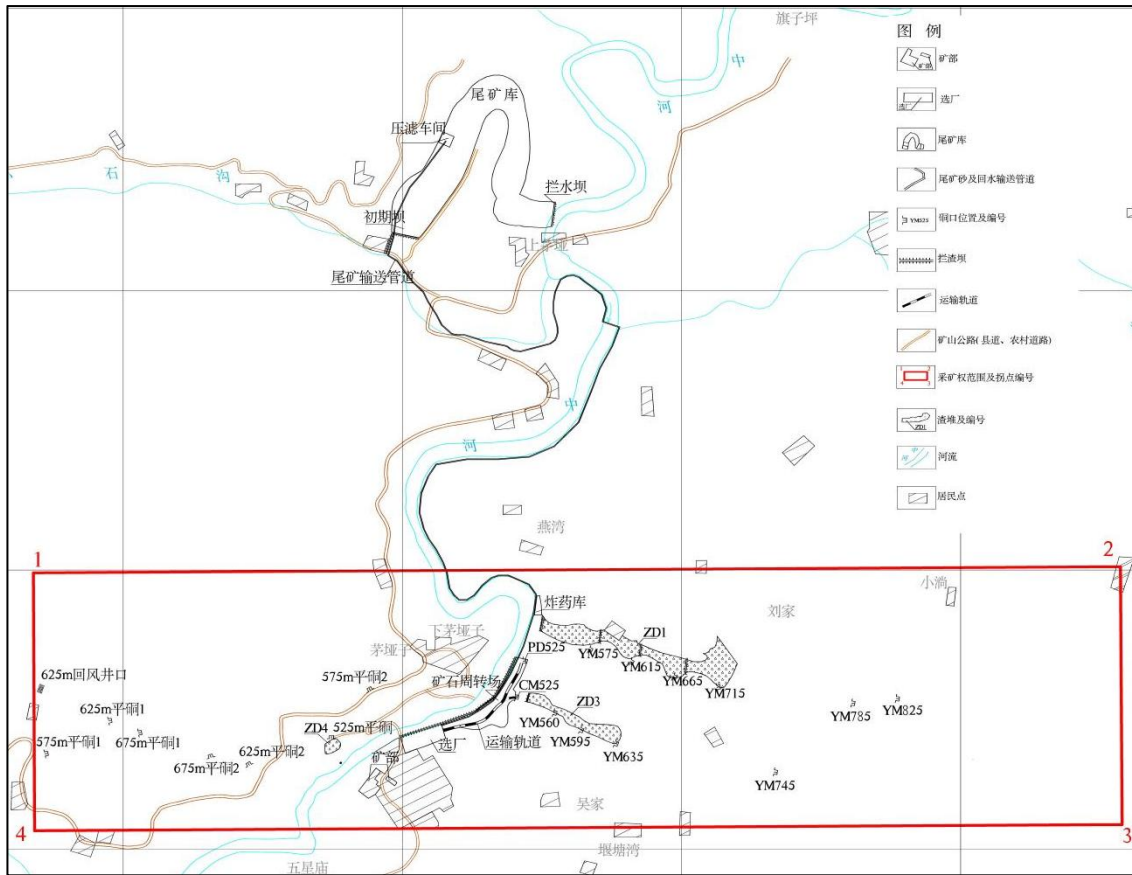 旗子坪
图 例
矿部
矿部
选厂
尾矿库
尾矿砂及回水输送管道
YM525
硐口位置及编号
拦渣坝
运输轨道
矿山公路(县道、农村道路)
1
2
4
3
采矿权范围及拐点编号
ZD1
渣堆及编号
河流
居民点
中
河
尾矿库
压滤车间
石
沟
拦水坝
初期坝
上茅垭
尾矿输送管道
中
河
燕湾
1
2
小淌
炸药库
刘家
下茅垭子
ZD1
茅垭子
PD525
YM575
YM615
625m回风井口
575m平硐2
矿石周转场
CM525
YM665
YM715
YM825
625m平硐1
ZD3
YM785
YM560
ZD4
525m平硐
575m平硐1
675m平硐1
选厂
运输轨道
YM595
625m平硐2
矿部
YM635
675m平硐2
YM745
吴家
4
3
堰塘湾
五星庙